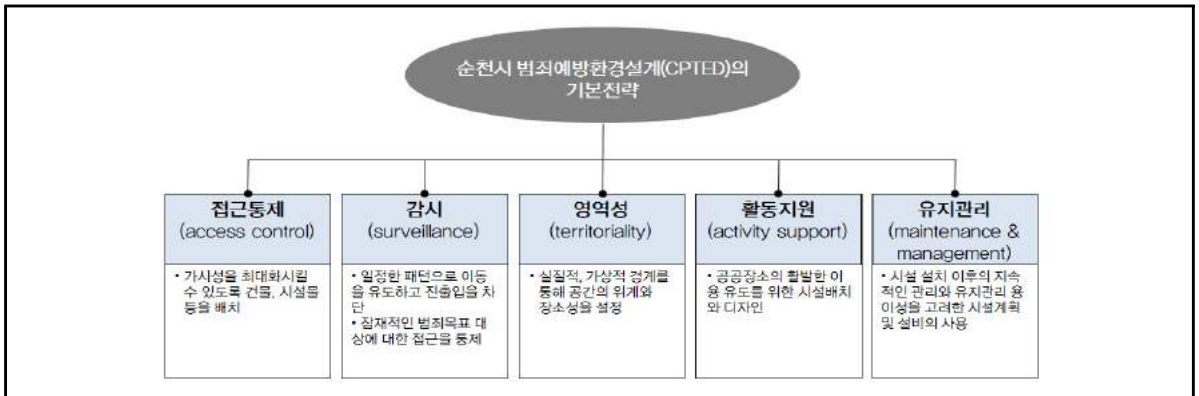 순천시 범죄예방환경설계(CPTED)의
기본전략
접근통제
(access control)
• 가시성을 최대화시킬
수 있도록 건물, 시설물
등을 배치
감시
(surveillance)
• 일정한 패턴으로 이동
을 유도하고 진출입을 차
단
• 잠재적인 범죄목표 대
상에 대한 접근을 통제
영역성
(territoriality)
• 실질적, 가상적 경계를
통해 공간의 위계와
장소성을 설정
활동지원
(activity support)
• 공공장소의 활발한 이
용 유도를 위한 시설배치
와 디자인
유지관리
(maintenance &
management)
• 시설 설치 이후의 지속
적인 관리와 유지관리 용
이성을 고려한 시설계획
및 설비의 사용